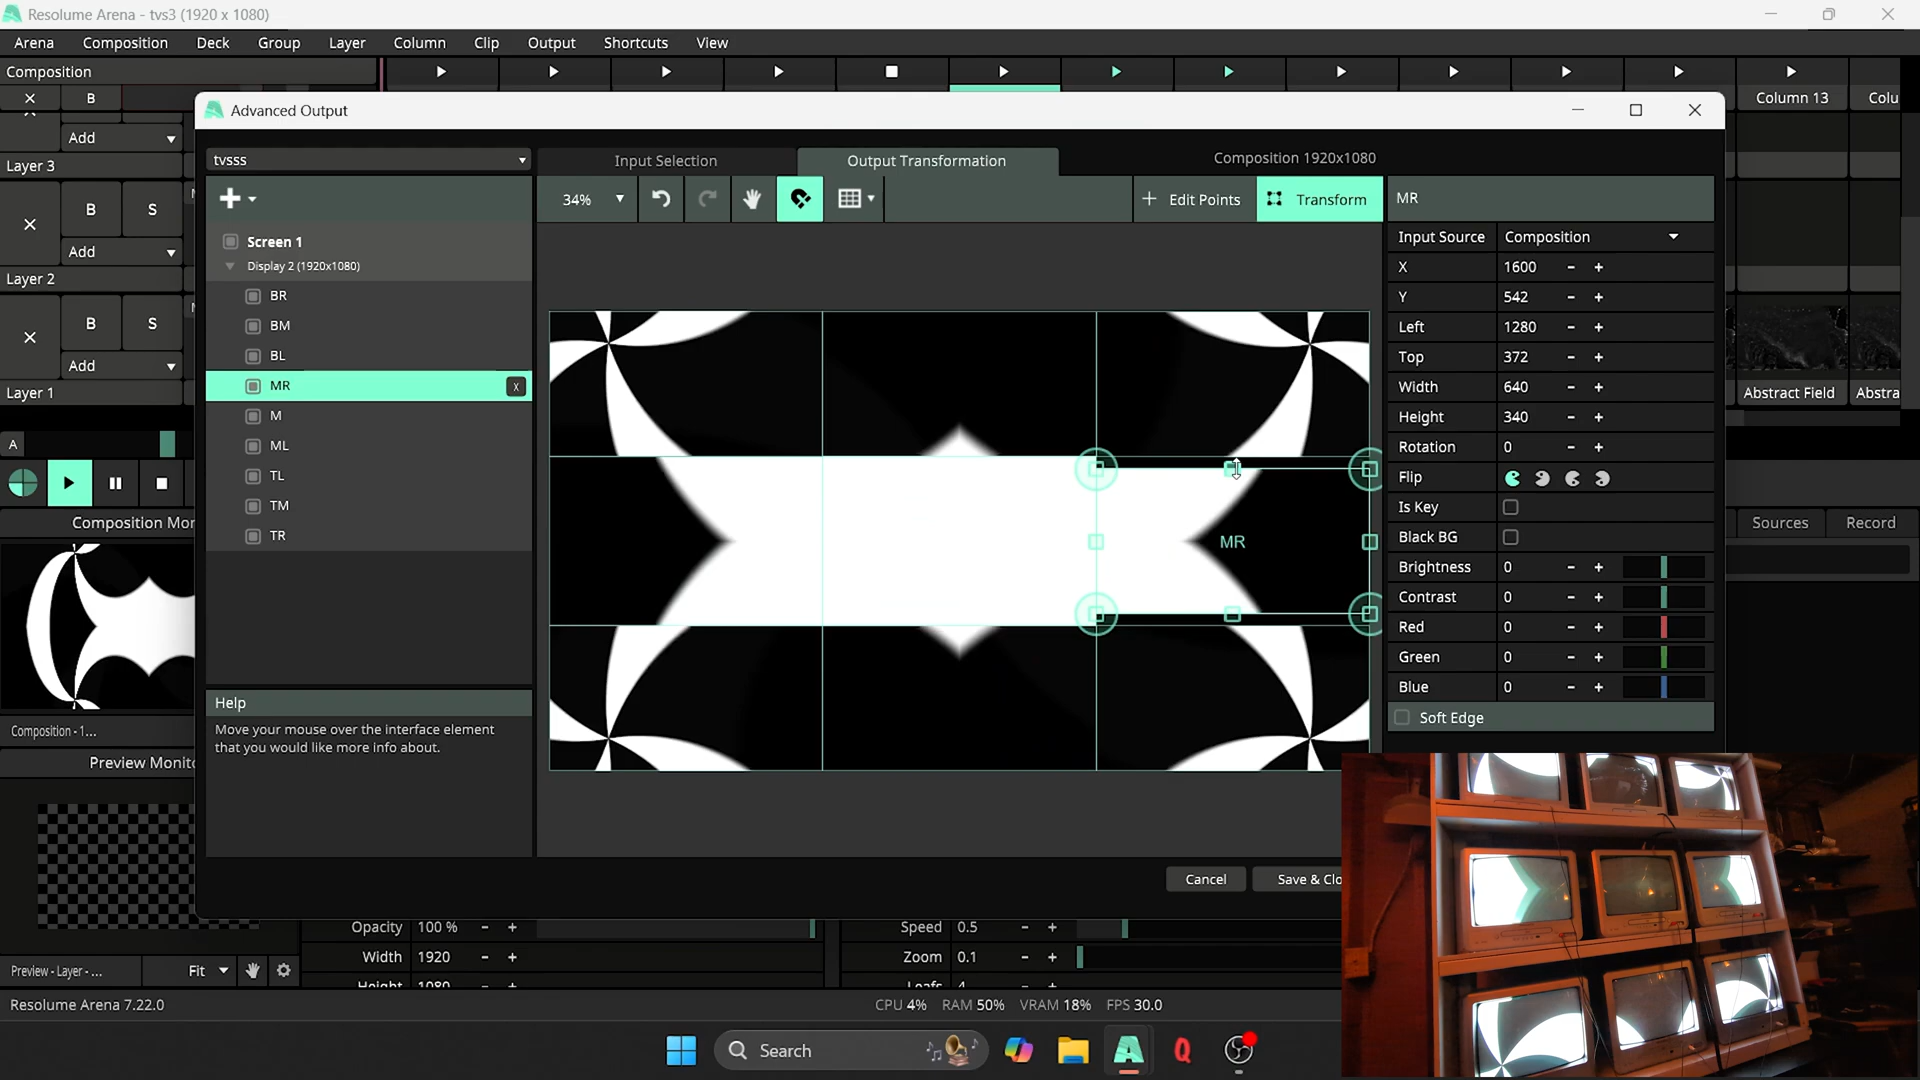 Resolume Arena - tvs3 (1920 x 1080)
Arena Composition Deck Group Layer Column Clip Output Shortcuts View
Composition
X B Column 13 Colu
Advanced Output
Add
Layer 3
tvsss Input Selection Output Transformation Composition 1920x1080
34% Edit Points Transform MR
B S
Add
Layer 2
Screen 1
Display 2 (1920x1080)
BR
BM
BL
MR x
M
ML
TL
TM
TR
Input Source Composition
X 1600 - +
Y 542 - +
Left 1280 - +
Top 372 - +
Width 640 - +
Height 340 - +
Rotation 0 - +
Flip
Is Key
Black BG
Brightness 0 - +
Contrast 0 - +
Red 0 - +
Green 0 - +
Blue 0 - +
Soft Edge
MR
B S
Add
Layer 1
Abstract Field Abstra
A
Composition Mon
Sources Record
Composition - 1...
Preview Monito
Help
Move your mouse over the interface element
that you would like more info about.
Cancel Save & Clo
Opacity 100 % - + Speed 0.5 - +
Width 1920 - + Zoom 0.1 - +
Height 1080 - + Leafs 4 - +
Preview - Layer - ... Fit
Resolume Arena 7.22.0 CPU 4% RAM 50% VRAM 18% FPS 30.0
Search